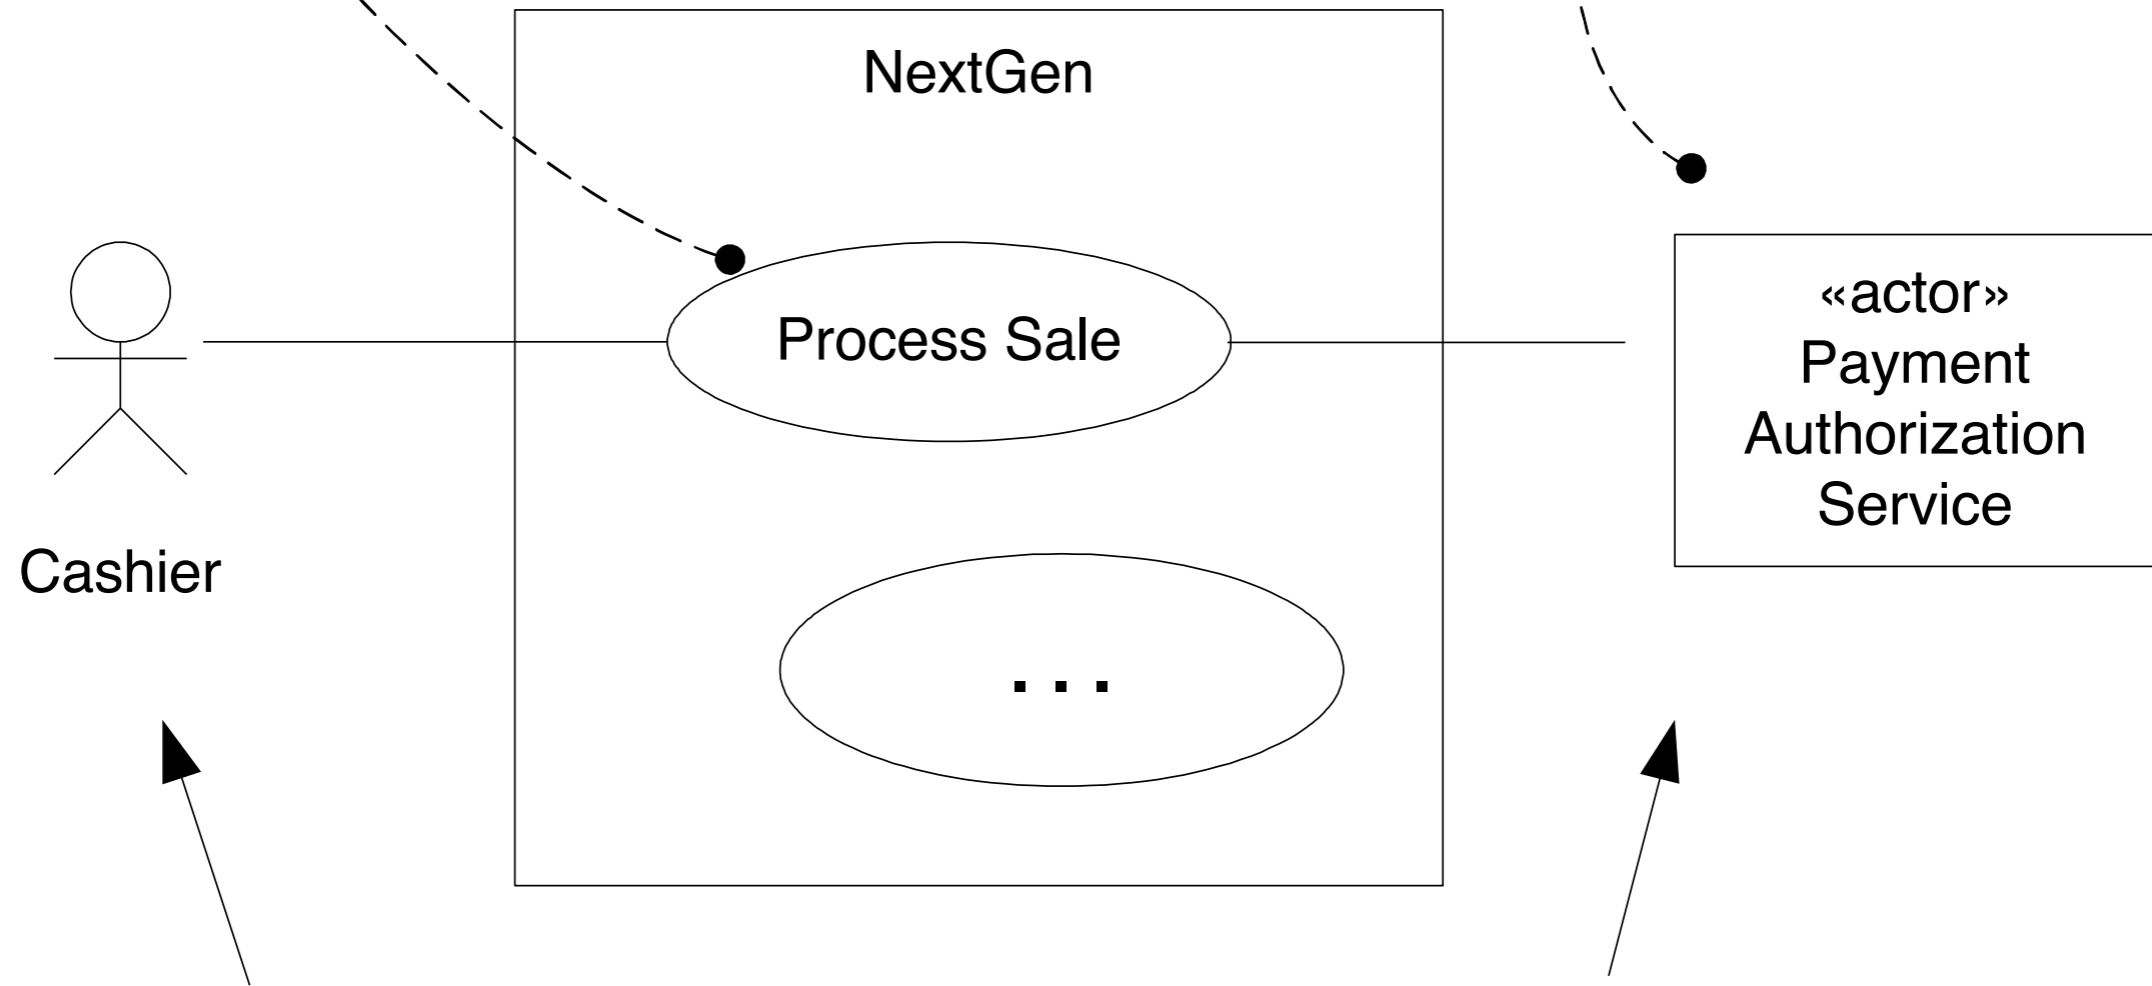 NextGen
Process Sale
«actor»
Payment
Authorization
Service
Cashier
. . .